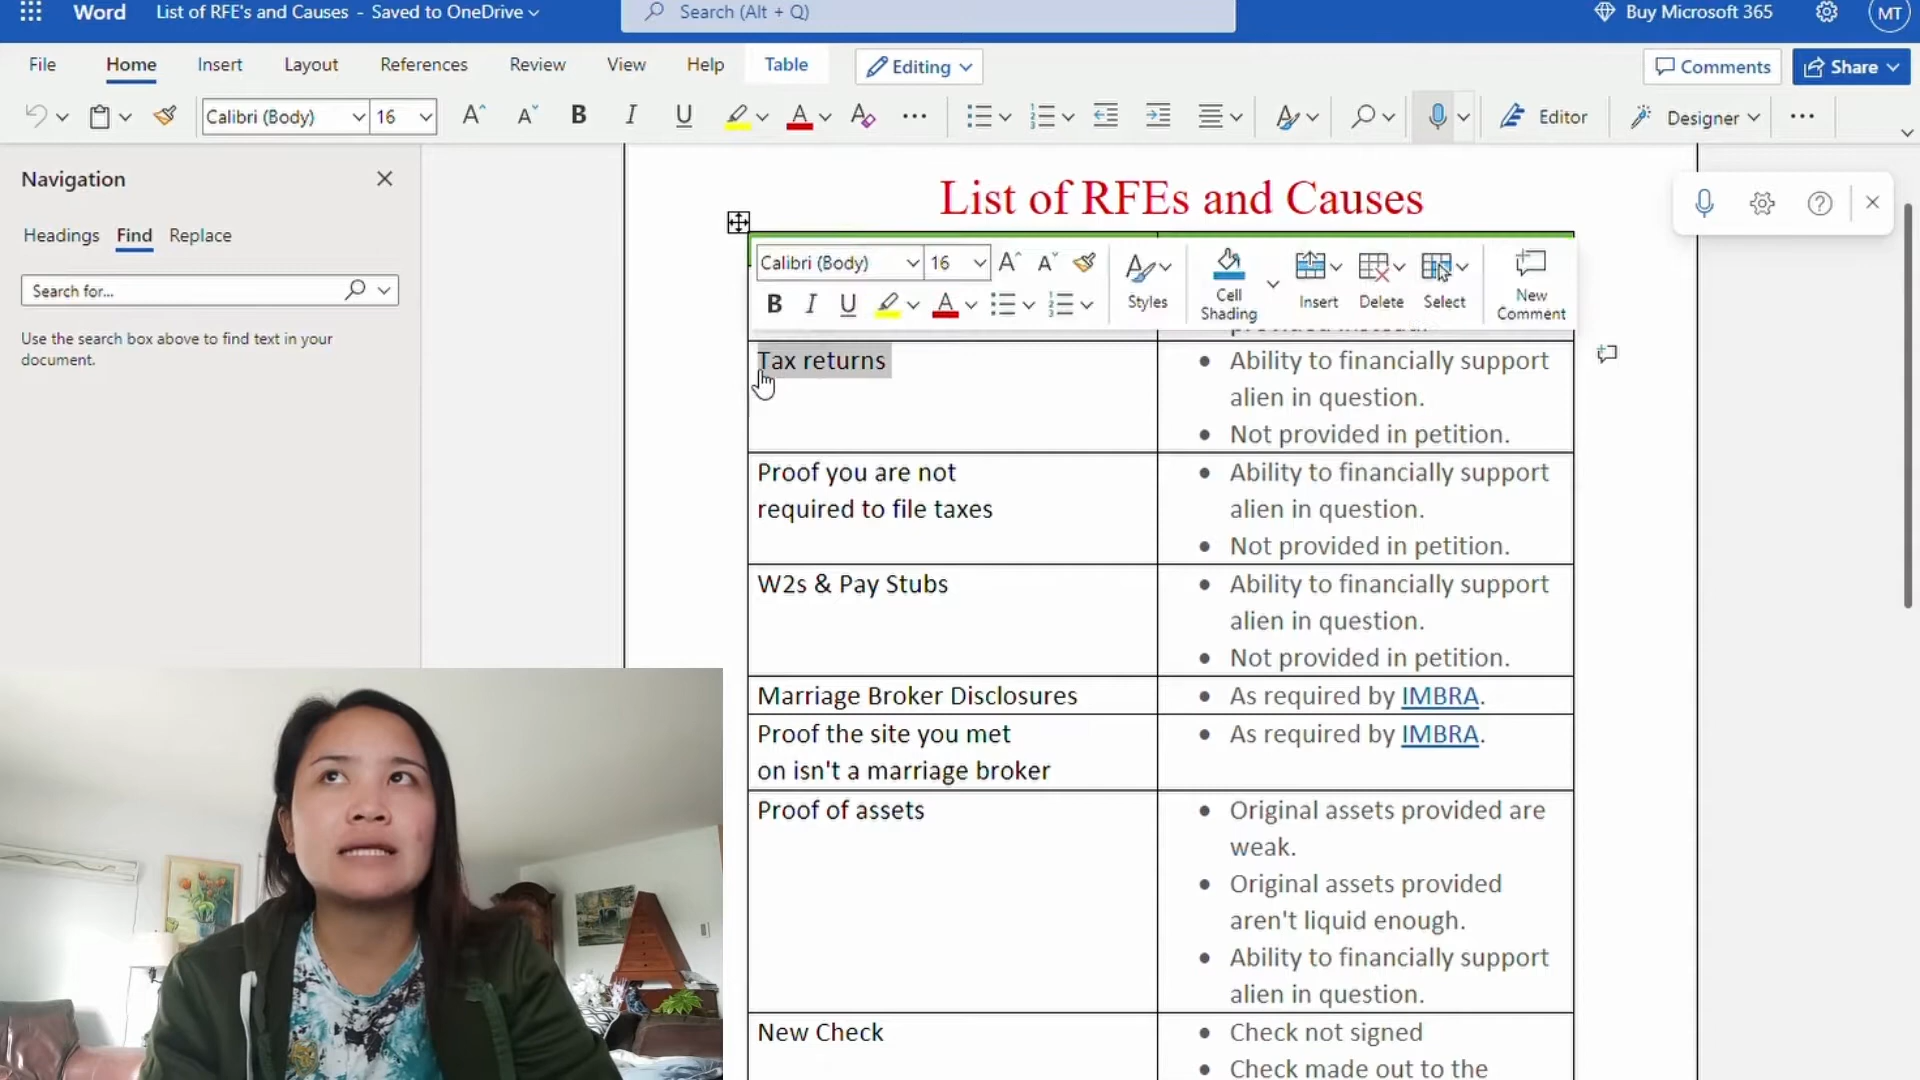 Word
List of RFE's and Causes - Saved to OneDrive
Search (Alt + Q)
Buy Microsoft 365
MT
File
Home
Insert
Layout
References
Review
View
Help
Table
Editing
Comments
Share
Calibri (Body)
16
Editor
Designer
Navigation
Headings
Find
Replace
Search for...
Use the search box above to find text in your
document.
List of RFEs and Causes
Calibri (Body)
16
Styles
Cell
Shading
Insert
Delete
Select
New
Comment
Tax returns
Ability to financially support
alien in question.
Not provided in petition.
Proof you are not
required to file taxes
Ability to financially support
alien in question.
Not provided in petition.
W2s & Pay Stubs
Ability to financially support
alien in question.
Not provided in petition.
Marriage Broker Disclosures
As required by IMBRA.
Proof the site you met
on isn't a marriage broker
As required by IMBRA.
Proof of assets
Original assets provided are
weak.
Original assets provided
aren't liquid enough.
Ability to financially support
alien in question.
New Check
Check not signed
Check made out to the